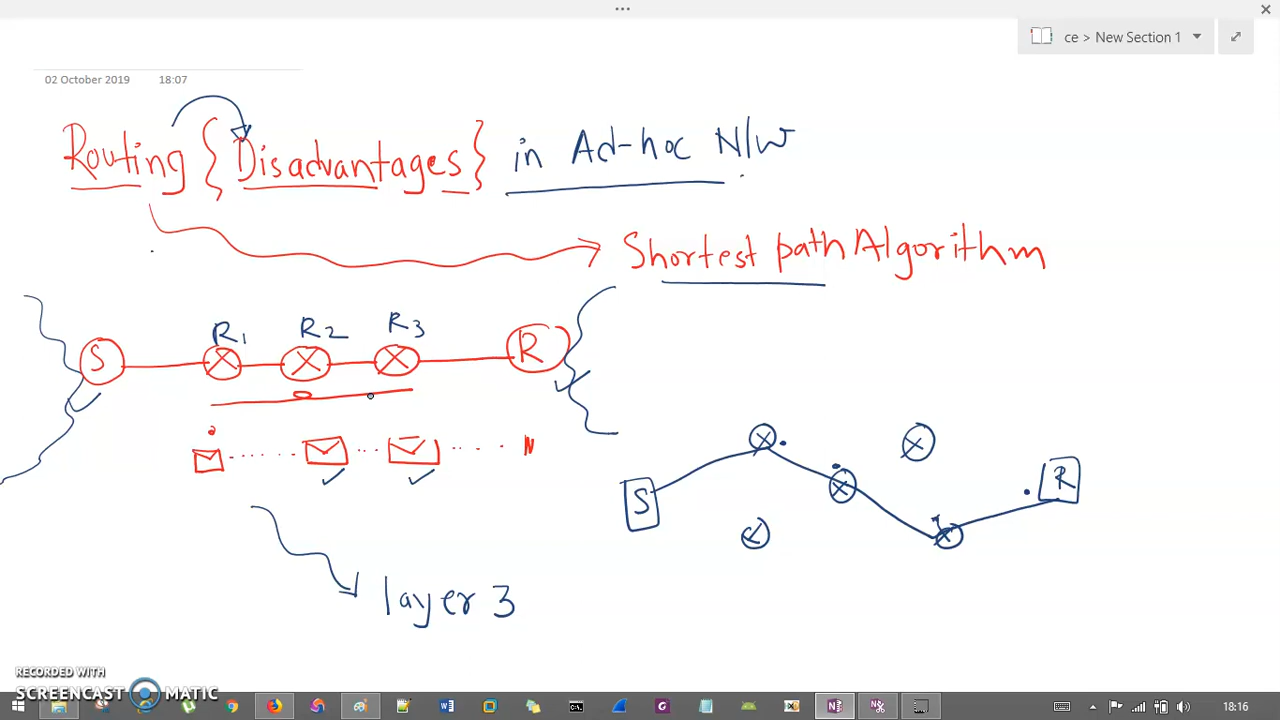 ce > New Section 1
02 October 2019 18:07
Routing {Disadvantages} in Ad-hoc N/W
Shortest path Algorithm
S R1 R2 R3 R
N
S R
layer 3
RECORDED WITH
SCREENCAST MATIC
18:16